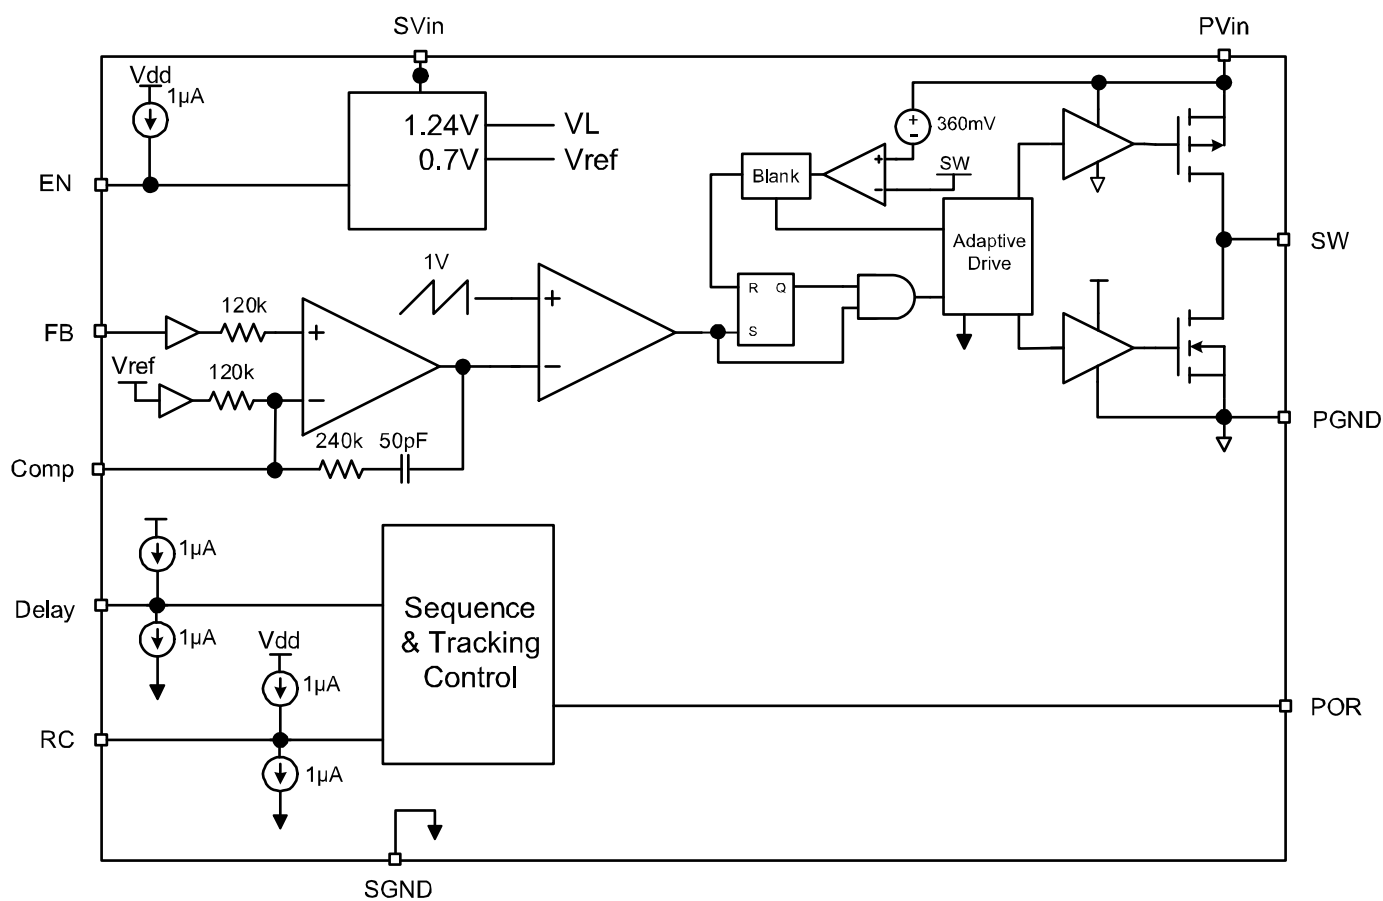 SVin
PVin
Vdd
1µA
1.24V
VL
0.7V
Vref
EN
+
−
360mV
Blank
+
−
SW
Adaptive
Drive
SW
1V
R
Q
S
FB
120k
+
−
+
−
Vref
120k
240k
50pF
Comp
PGND
1µA
Delay
1µA
Vdd
1µA
RC
1µA
Sequence
& Tracking
Control
POR
SGND